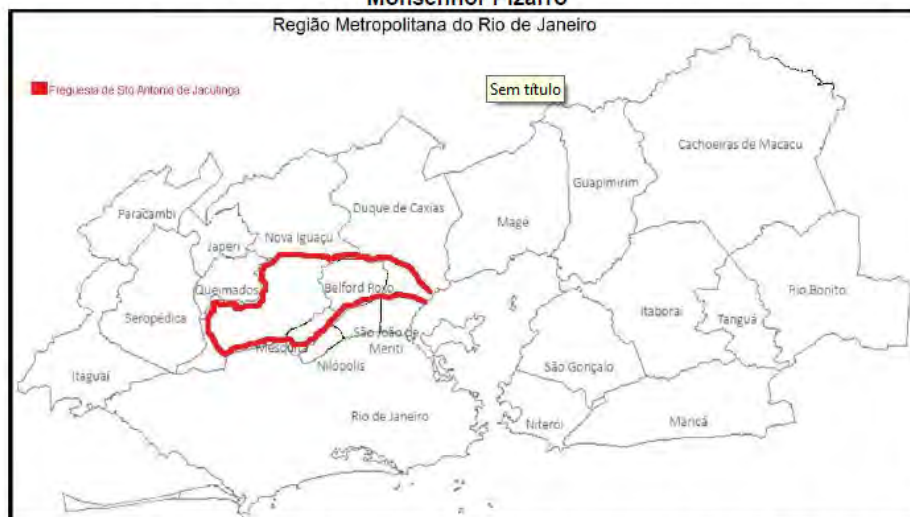 Monsenhor Pizarro
Região Metropolitana do Rio de Janeiro
Freguesia de Sto Antonio de Jacutinga
Sem título
Cachoeiras de Macacu
Guapimirim
Paracambi
Duque de Caxias
Magé
Japeri
Nova Iguaçu
Queimados
Belford Roxo
Rio Bonito
Seropédica
Itaboraí
Tanguá
São João de
Meriti
Mesquita
Nilópolis
São Gonçalo
Itaguaí
Rio de Janeiro
Niterói
Maricá